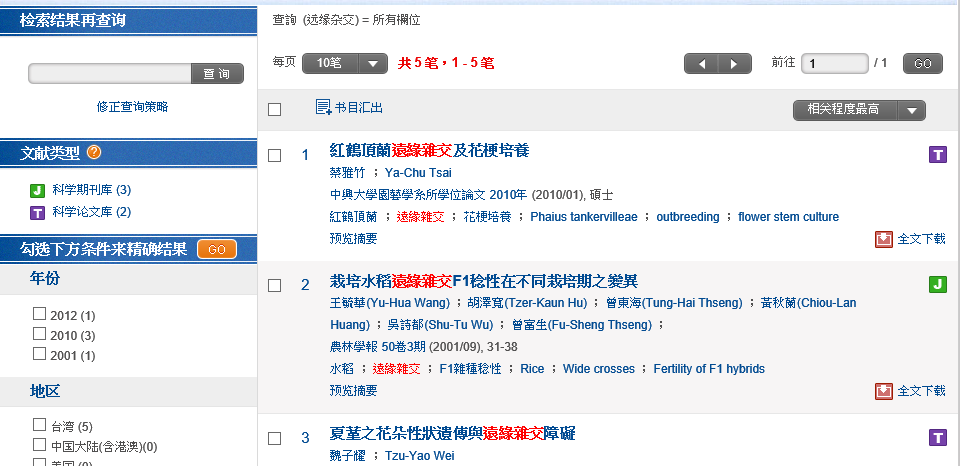 检索结果再查询
查询
修正查询策略
文献类型 ?
J 科学期刊库 (3)
T 科学论文库 (2)
勾选下方条件来精确结果 GO
年份
2012 (1)
2010 (3)
2001 (1)
地区
台湾 (5)
中国大陆(含港澳)(0)
美国 (0)
查詢 (远缘杂交) = 所有欄位
每页 10笔 共 5 笔，1 - 5 笔 前往 1 / 1 GO
书目汇出 相关程度最高
1 紅鶴頂蘭遠緣雜交及花梗培養 T
蔡雅竹 ； Ya-Chu Tsai
中興大學園藝學系所學位論文 2010年 (2010/01), 碩士
紅鶴頂蘭 ； 遠緣雜交 ； 花梗培養 ； Phaius tankervilleae ； outbreeding ； flower stem culture
预览摘要 全文下载
2 栽培水稻遠緣雜交F1稔性在不同栽培期之變異 J
王毓華(Yu-Hua Wang) ； 胡澤寬(Tzer-Kaun Hu) ； 曾東海(Tung-Hai Thseng) ； 黃秋蘭(Chiou-Lan
Huang) ； 吳詩都(Shu-Tu Wu) ； 曾富生(Fu-Sheng Thseng) ；
農林學報 50卷3期 (2001/09), 31-38
水稻 ； 遠緣雜交 ； F1雜種稔性 ； Rice ； Wide crosses ； Fertility of F1 hybrids
预览摘要 全文下载
3 夏堇之花朵性狀遺傳與遠緣雜交障礙 T
魏子耀 ； Tzu-Yao Wei